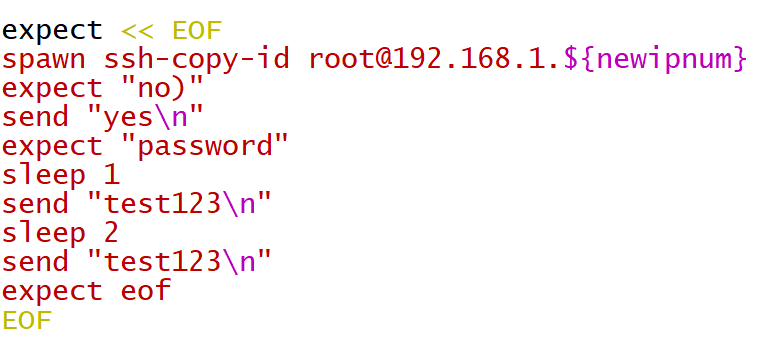 expect << EOF
spawn ssh-copy-id root@192.168.1.${newipnum}
expect "no)"
send "yes\n"
expect "password"
sleep 1
send "test123\n"
sleep 2
send "test123\n"
expect eof
EOF